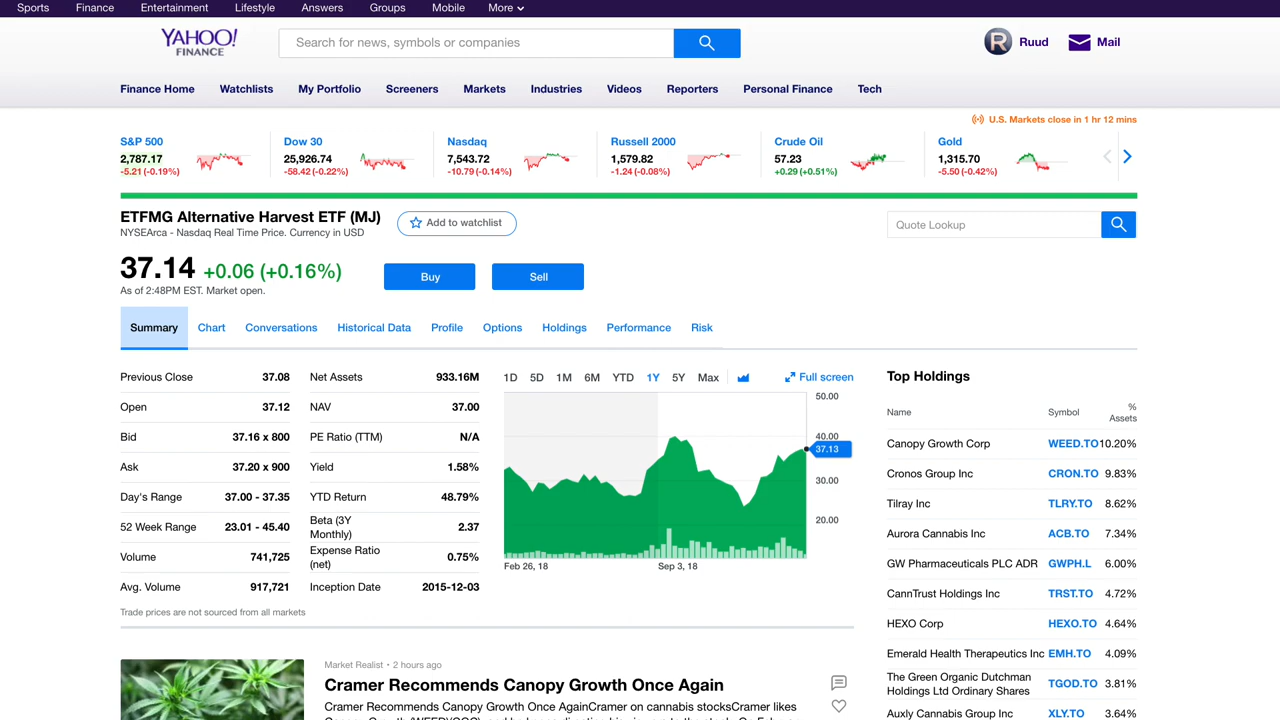 Sports Finance Entertainment Lifestyle Answers Groups Mobile More
YAHOO!
FINANCE
Search for news, symbols or companies
R Ruud Mail
Finance Home Watchlists My Portfolio Screeners Markets Industries Videos Reporters Personal Finance Tech
U.S. Markets close in 1 hr 12 mins
S&P 500 Dow 30 Nasdaq Russell 2000 Crude Oil Gold
2,787.17 25,926.74 7,543.72 1,579.82 57.23 1,315.70
-5.21 (-0.19%) -58.42 (-0.22%) -10.79 (-0.14%) -1.24 (-0.08%) +0.29 (+0.51%) -5.50 (-0.42%)
ETFMG Alternative Harvest ETF (MJ)
NYSEArca - Nasdaq Real Time Price. Currency in USD
Add to watchlist
Quote Lookup
37.14 +0.06 (+0.16%)
As of 2:48PM EST. Market open.
Buy Sell
Summary Chart Conversations Historical Data Profile Options Holdings Performance Risk
Previous Close 37.08
Open 37.12
Bid 37.16 x 800
Ask 37.20 x 900
Day's Range 37.00 - 37.35
52 Week Range 23.01 - 45.40
Volume 741,725
Avg. Volume 917,721
Net Assets 933.16M
NAV 37.00
PE Ratio (TTM) N/A
Yield 1.58%
YTD Return 48.79%
Beta (3Y
Monthly) 2.37
Expense Ratio
(net) 0.75%
Inception Date 2015-12-03
Trade prices are not sourced from all markets
1D 5D 1M 6M YTD 1Y 5Y Max Full screen
50.00
40.00
37.13
30.00
20.00
Feb 26, 18 Sep 3, 18
Top Holdings
Name Symbol % Assets
Canopy Growth Corp WEED.TO 10.20%
Cronos Group Inc CRON.TO 9.83%
Tilray Inc TLRY.TO 8.62%
Aurora Cannabis Inc ACB.TO 7.34%
GW Pharmaceuticals PLC ADR GWPH.L 6.00%
CannTrust Holdings Inc TRST.TO 4.72%
HEXO Corp HEXO.TO 4.64%
Emerald Health Therapeutics Inc EMH.TO 4.09%
The Green Organic Dutchman
Holdings Ltd Ordinary Shares TGOD.TO 3.81%
Auxly Cannabis Group Inc XLY.TO 3.64%
Market Realist • 2 hours ago
Cramer Recommends Canopy Growth Once Again
Cramer Recommends Canopy Growth Once AgainCramer on cannabis stocksCramer likes